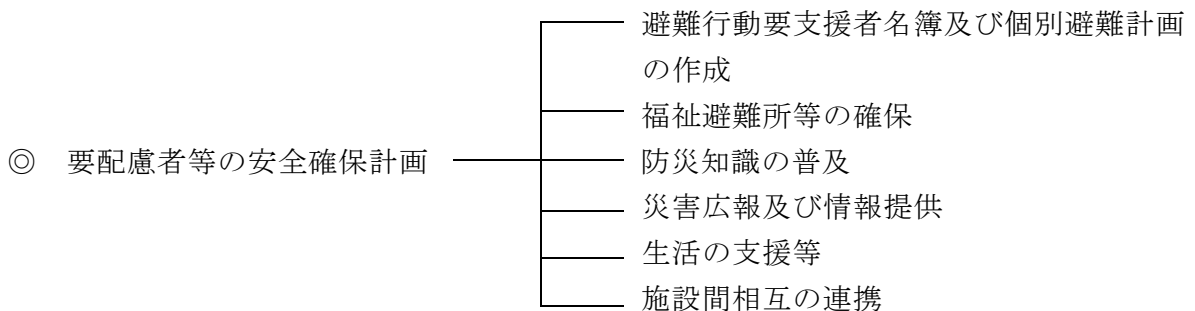 ◎ 要配慮者等の安全確保計画
避難行動要支援者名簿及び個別避難計画
の作成
福祉避難所等の確保
防災知識の普及
災害広報及び情報提供
生活の支援等
施設間相互の連携